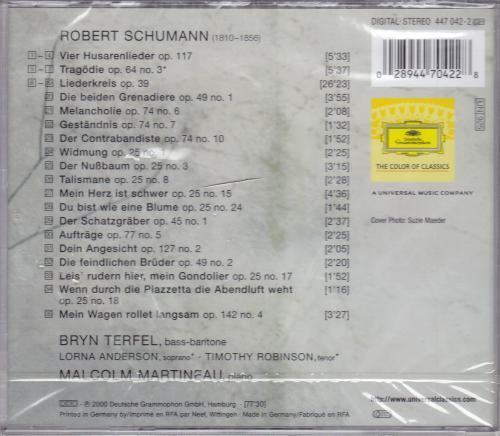 ROBERT SCHUMANN (1810–1856)
Vier Husarenlieder op. 117 [5'33]
Tragödie op. 64 no. 3* [5'37]
Liederkreis op. 39 [26'23]
Die beiden Grenadiere op. 49 no. 1 [3'55]
Melancholie op. 74 no. 6 [2'08]
Geständnis op. 74 no. 7 [1'32]
Der Contrabandiste op. 74 no. 10 [1'52]
Widmung op. 25 no. [2'25]
Der Nußbaum op. 25 no. 3 [3'15]
Talismane op. 25 no. 8 [2'28]
Mein Herz ist schwer op. 25 no. 15 [4'36]
Du bist wie eine Blume op. 25 no. 24 [1'44]
Der Schatzgräber op. 45 no. 1 [2'37]
Aufträge op. 77 no. 5 [2'25]
Dein Angesicht op. 127 no. 2 [2'05]
Die feindlichen Brüder op. 49 no. 2 [2'20]
Leis' rudern hier, mein Gondolier op. 25 no. 17 [1'52]
Wenn durch die Piazzetta die Abendluft weht [1'16]
op. 25 no. 18
Mein Wagen rollet langsam op. 142 no. 4 [3'27]
BRYN TERFEL, bass-baritone
LORNA ANDERSON, soprano* · TIMOTHY ROBINSON, tenor*
MALCOLM MARTINEAU, piano
DDD · ℗ 2000 Deutsche Grammophon GmbH, Hamburg · [77'30]
Printed in Germany by/Imprimé en RFA par Neef, Wittingen · Made in Germany/Fabriqué en RFA
DIGITAL·STEREO 447 042-2
0 28944 70422 8
Deutsche Grammophon
THE COLOR OF CLASSICS
A UNIVERSAL MUSIC COMPANY
Cover Photo: Suzie Maeder
http://www.universalclassics.com